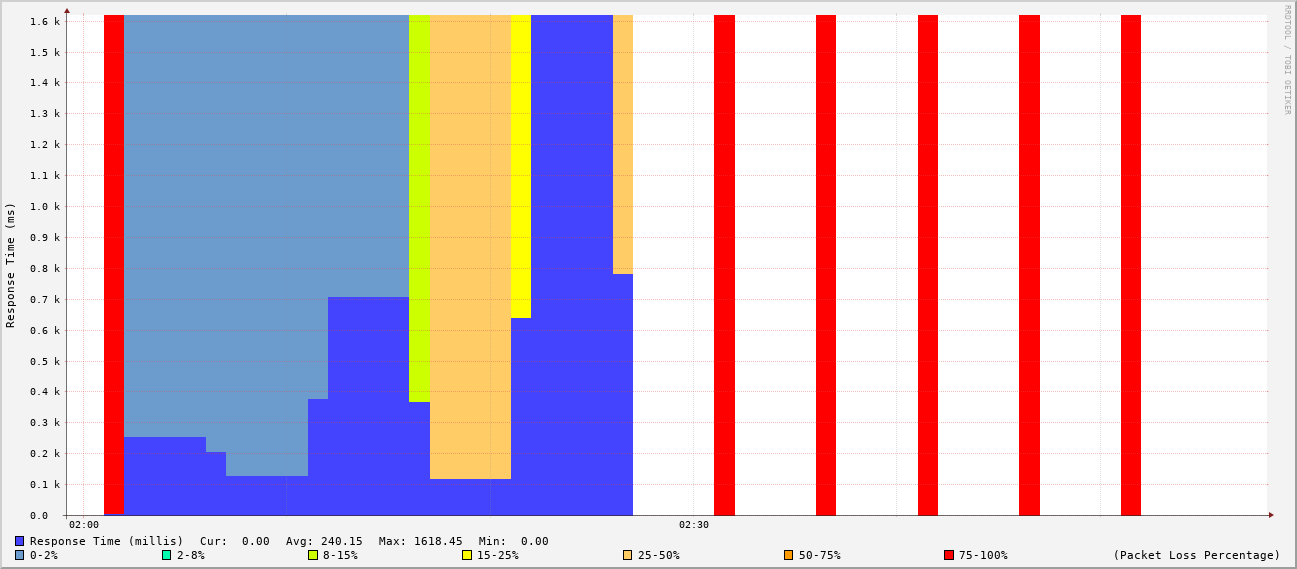 RRDTOOL / TOBI OETIKER
1.6 k
1.5 k
1.4 k
1.3 k
1.2 k
1.1 k
1.0 k
0.9 k
0.8 k
0.7 k
0.6 k
0.5 k
0.4 k
0.3 k
0.2 k
0.1 k
0.0
Response Time (ms)
02:00 02:30
Response Time (millis) Cur: 0.00 Avg: 240.15 Max: 1618.45 Min: 0.00
0-2% 2-8% 8-15% 15-25% 25-50% 50-75% 75-100% (Packet Loss Percentage)